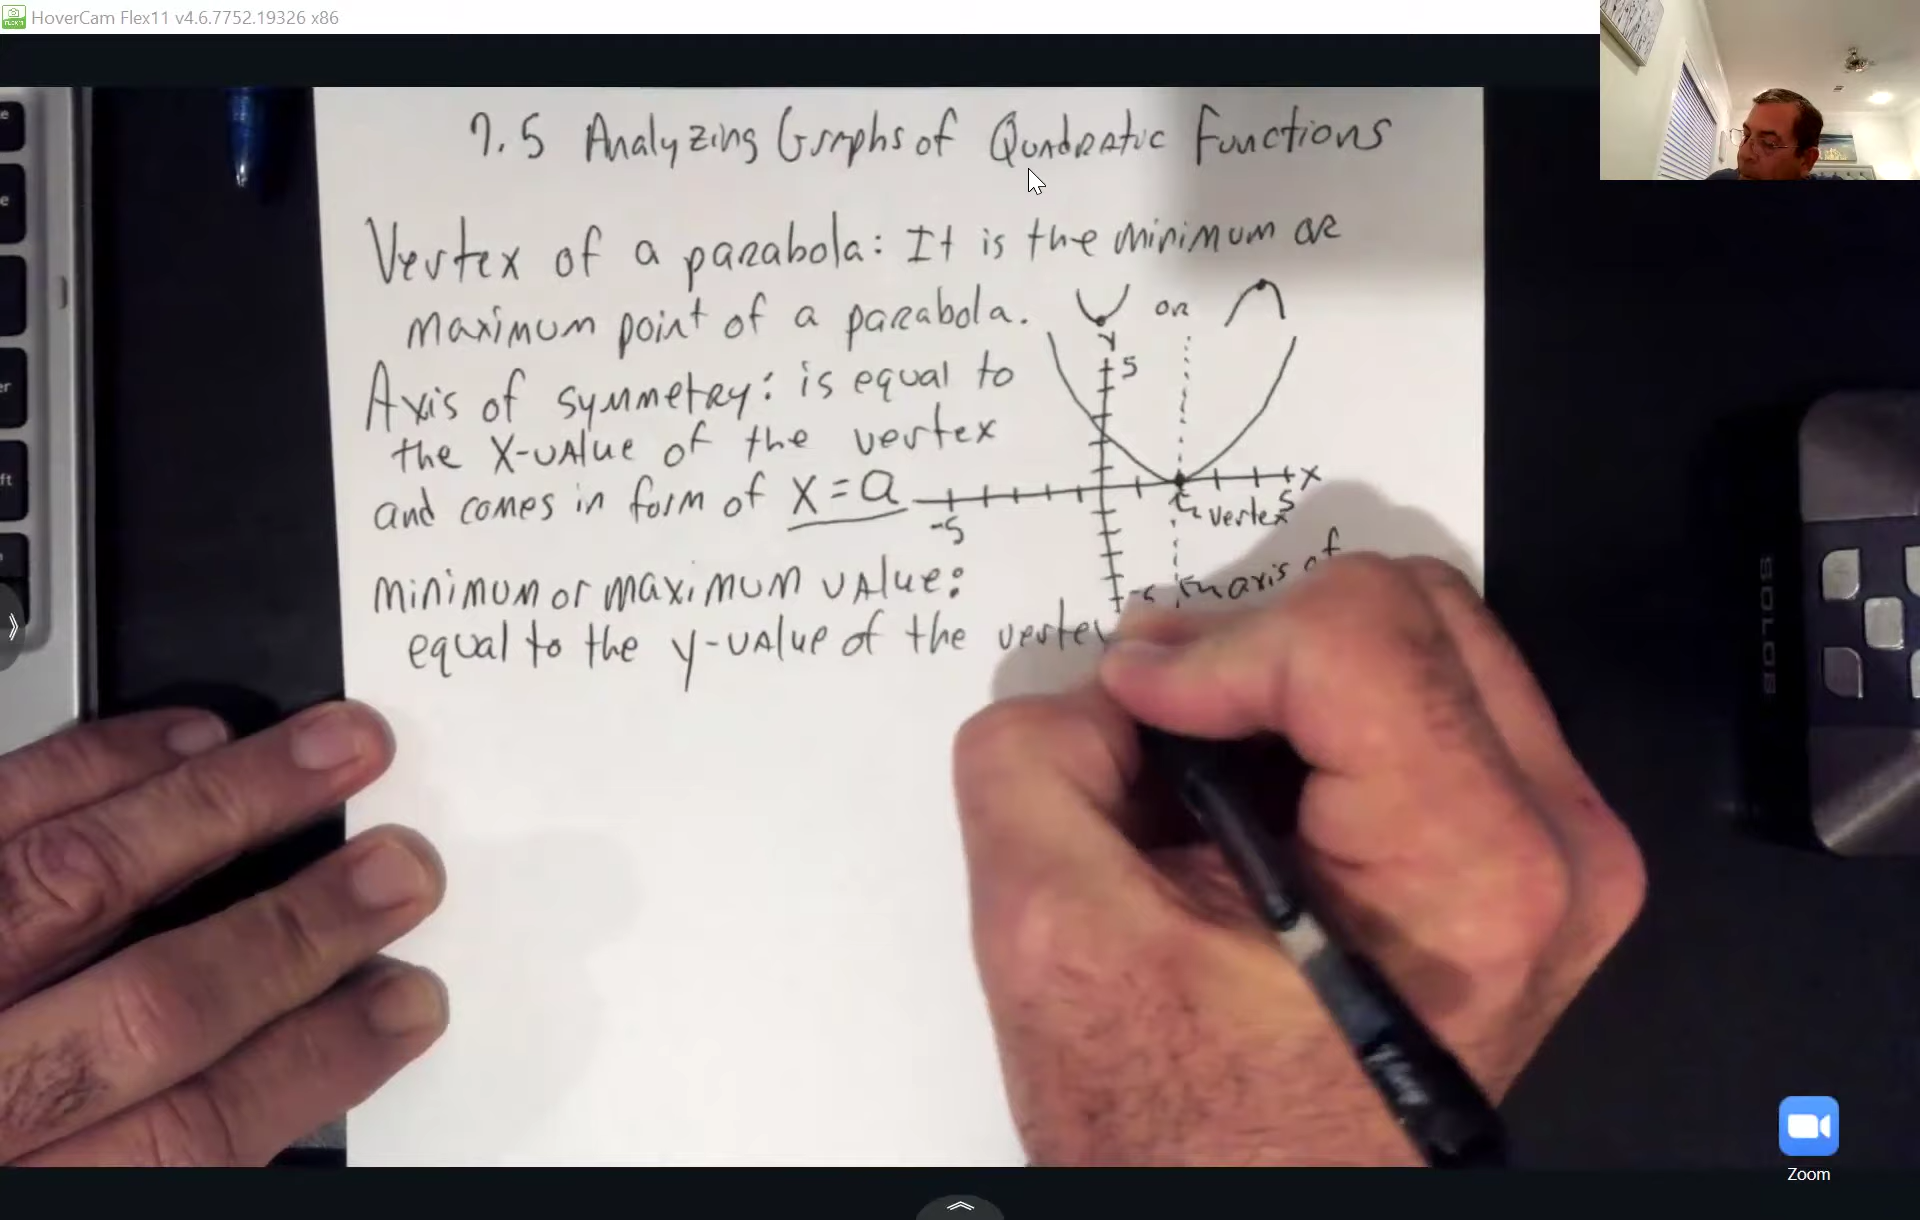 HoverCam Flex11 v4.6.7752.19326 x86
7.5 Analyzing Graphs of Quadratic Functions
Vertex of a parabola: It is the minimum or
maximum point of a parabola.
or
y
5
Axis of symmetry: is equal to
the x-value of the vertex
and comes in form of x = a
x
-5
5
vertex
axis of
minimum or maximum value:
equal to the y-value of the vertex
SOLOS
Zoom